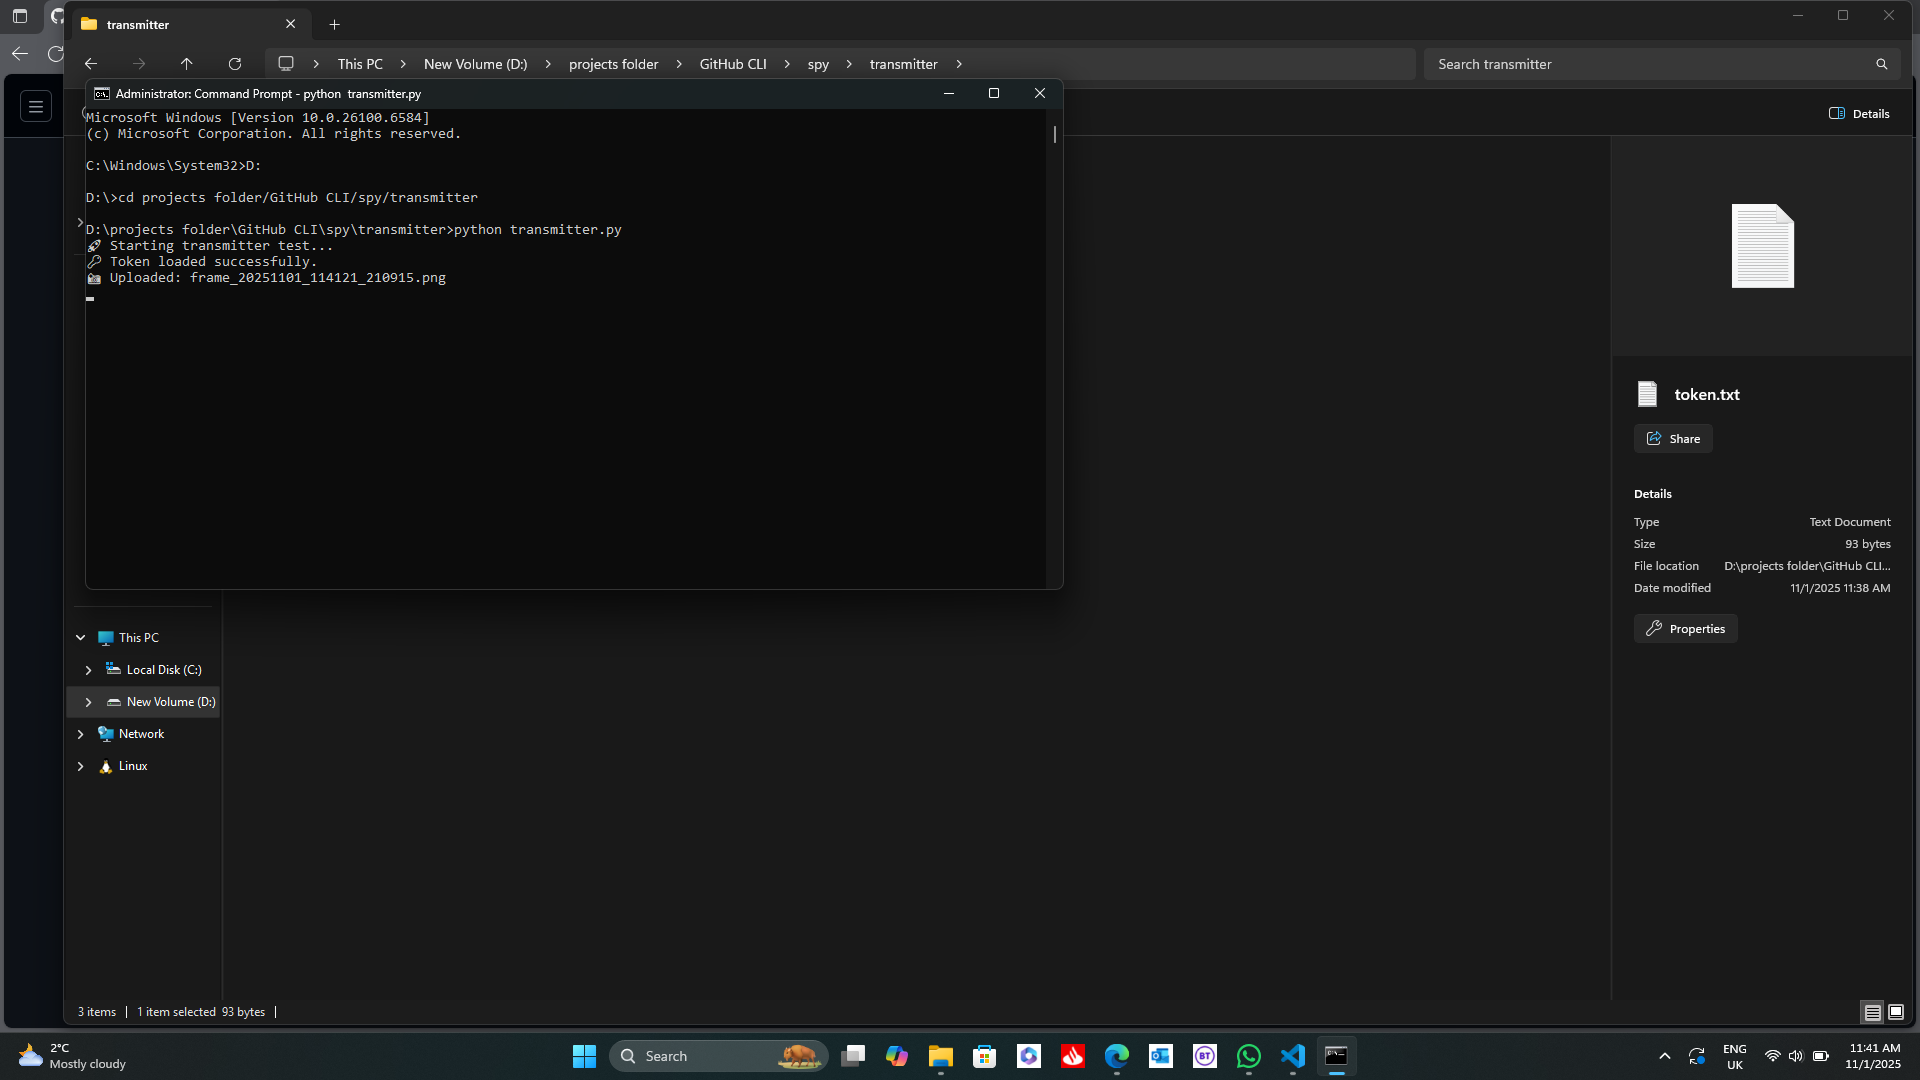 transmitter
This PC
New Volume (D:)
projects folder
GitHub CLI
spy
transmitter
Search transmitter
Administrator: Command Prompt - python  transmitter.py
Details
Microsoft Windows [Version 10.0.26100.6584]
(c) Microsoft Corporation. All rights reserved.
C:\Windows\System32>D:
D:\>cd projects folder/GitHub CLI/spy/transmitter
D:\projects folder\GitHub CLI\spy\transmitter>python transmitter.py
Starting transmitter test...
Token loaded successfully.
Uploaded: frame_20251101_114121_210915.png
token.txt
Share
Details
Type Text Document
Size 93 bytes
File location D:\projects folder\GitHub CLI...
Date modified 11/1/2025 11:38 AM
Properties
This PC
Local Disk (C:)
New Volume (D:)
Network
Linux
3 items
1 item selected 93 bytes
2°C
Mostly cloudy
Search
BT
ENG
UK
11:41 AM
11/1/2025